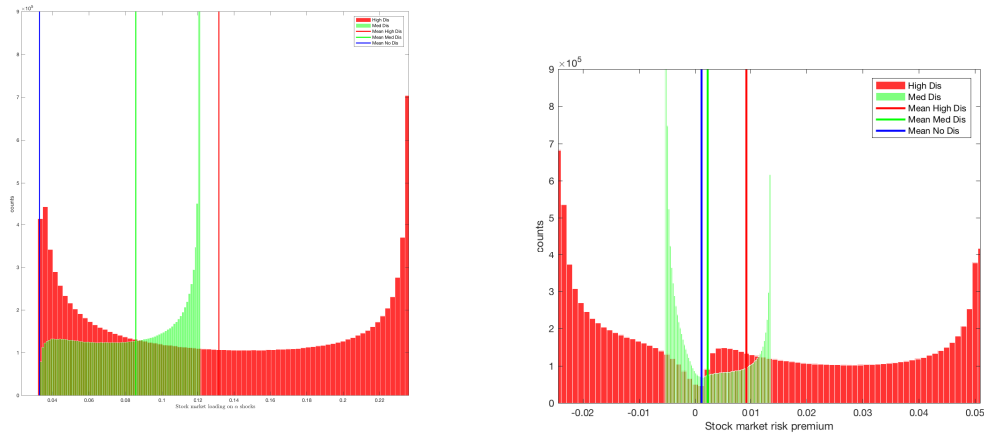 ×10⁵
9
8
7
6
5
4
3
2
1
0
counts
0.04 0.06 0.08 0.1 0.12 0.14 0.16 0.18 0.2 0.22
Stock market loading on α shocks
High Dis
Med Dis
Mean High Dis
Mean Med Dis
Mean No Dis
×10⁵
9
8
7
6
5
4
3
2
1
0
counts
-0.02 -0.01 0 0.01 0.02 0.03 0.04 0.05
Stock market risk premium
High Dis
Med Dis
Mean High Dis
Mean Med Dis
Mean No Dis